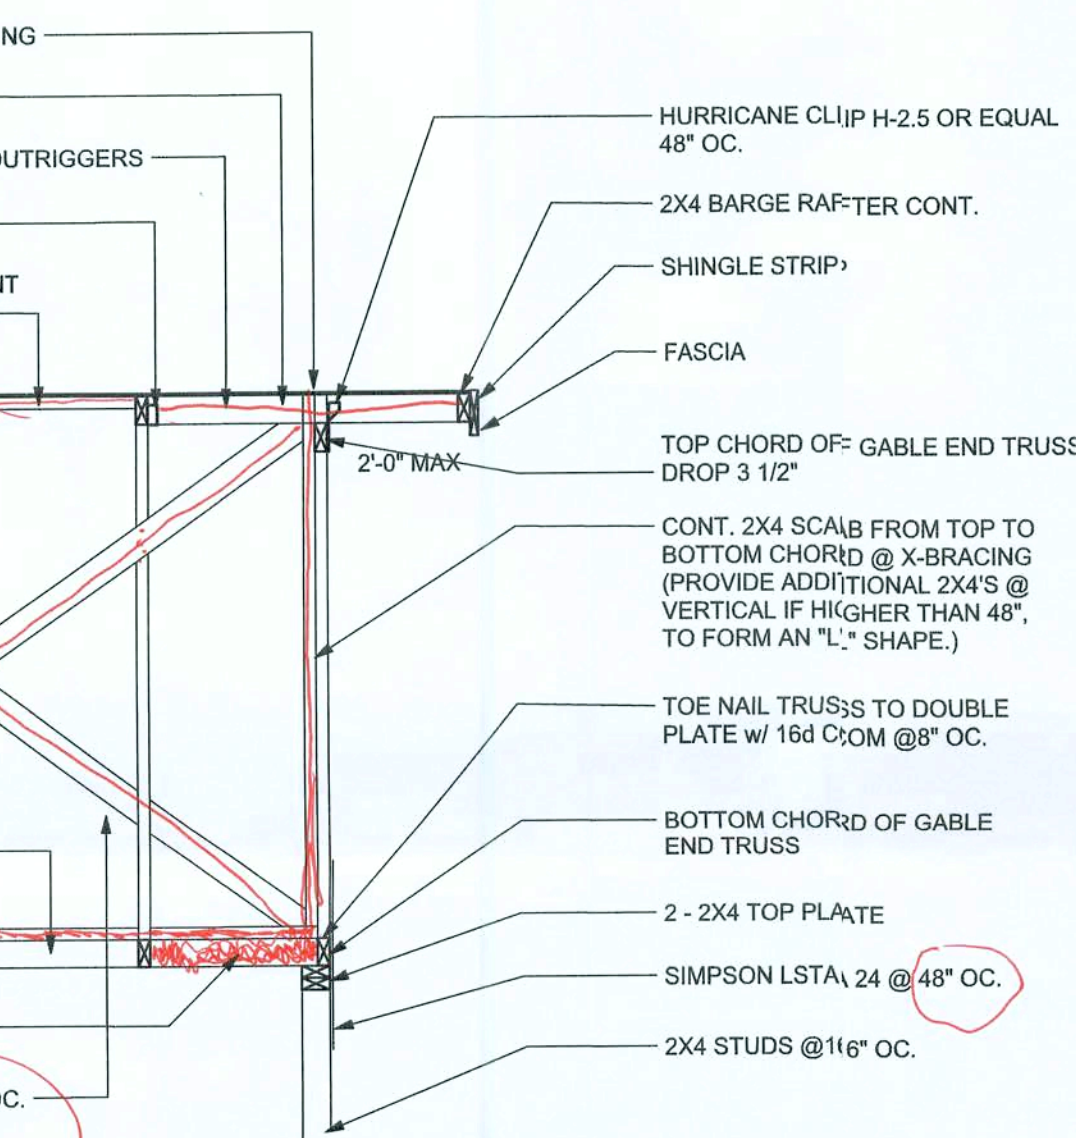 NG
OUTRIGGERS
NT
OC.
2'-0" MAX
HURRICANE CLIP H-2.5 OR EQUAL
48" OC.
2X4 BARGE RAFTER CONT.
SHINGLE STRIP
FASCIA
TOP CHORD OF GABLE END TRUSS
DROP 3 1/2"
CONT. 2X4 SCAB FROM TOP TO
BOTTOM CHORD @ X-BRACING
(PROVIDE ADDITIONAL 2X4'S @
VERTICAL IF HIGHER THAN 48",
TO FORM AN "L" SHAPE.)
TOE NAIL TRUSS TO DOUBLE
PLATE w/ 16d COM @8" OC.
BOTTOM CHORD OF GABLE
END TRUSS
2 - 2X4 TOP PLATE
SIMPSON LSTA 24 @ 48" OC.
2X4 STUDS @16" OC.